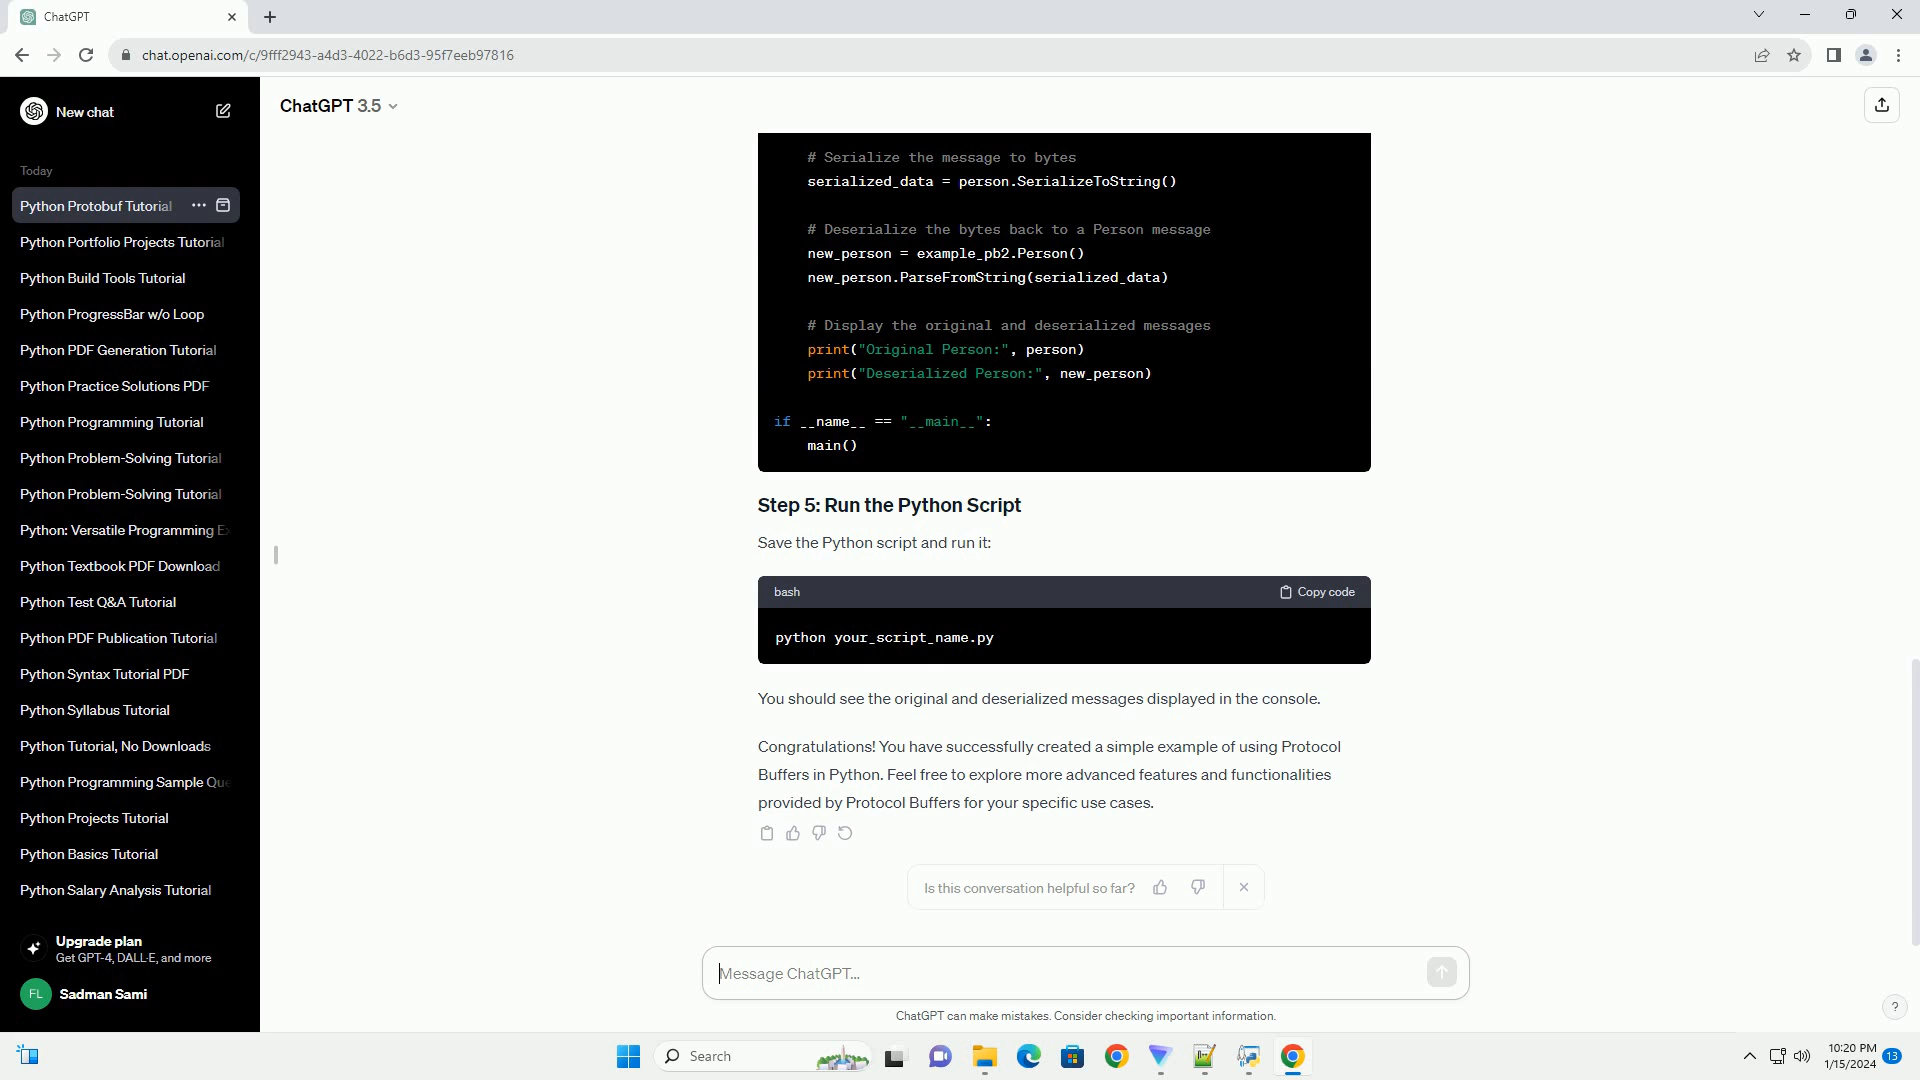 ChatGPT
chat.openai.com/c/9fff2943-a4d3-4022-b6d3-95f7eeb97816
New chat
Today
Python Protobuf Tutorial
Python Portfolio Projects Tutorial
Python Build Tools Tutorial
Python ProgressBar w/o Loop
Python PDF Generation Tutorial
Python Practice Solutions PDF
Python Programming Tutorial
Python Problem-Solving Tutorial
Python Problem-Solving Tutorial
Python: Versatile Programming Ex
Python Textbook PDF Download
Python Test Q&A Tutorial
Python PDF Publication Tutorial
Python Syntax Tutorial PDF
Python Syllabus Tutorial
Python Tutorial, No Downloads
Python Programming Sample Que
Python Projects Tutorial
Python Basics Tutorial
Python Salary Analysis Tutorial
Upgrade plan
Get GPT-4, DALL·E, and more
FL
Sadman Sami
ChatGPT 3.5
# Serialize the message to bytes
serialized_data = person.SerializeToString()
# Deserialize the bytes back to a Person message
new_person = example_pb2.Person()
new_person.ParseFromString(serialized_data)
# Display the original and deserialized messages
print("Original Person:", person)
print("Deserialized Person:", new_person)
if __name__ == "__main__":
main()
Step 5: Run the Python Script
Save the Python script and run it:
bash
Copy code
python your_script_name.py
You should see the original and deserialized messages displayed in the console.
Congratulations! You have successfully created a simple example of using Protocol
Buffers in Python. Feel free to explore more advanced features and functionalities
provided by Protocol Buffers for your specific use cases.
Is this conversation helpful so far?
Message ChatGPT...
ChatGPT can make mistakes. Consider checking important information.
?
Search
10:20 PM
1/15/2024
13